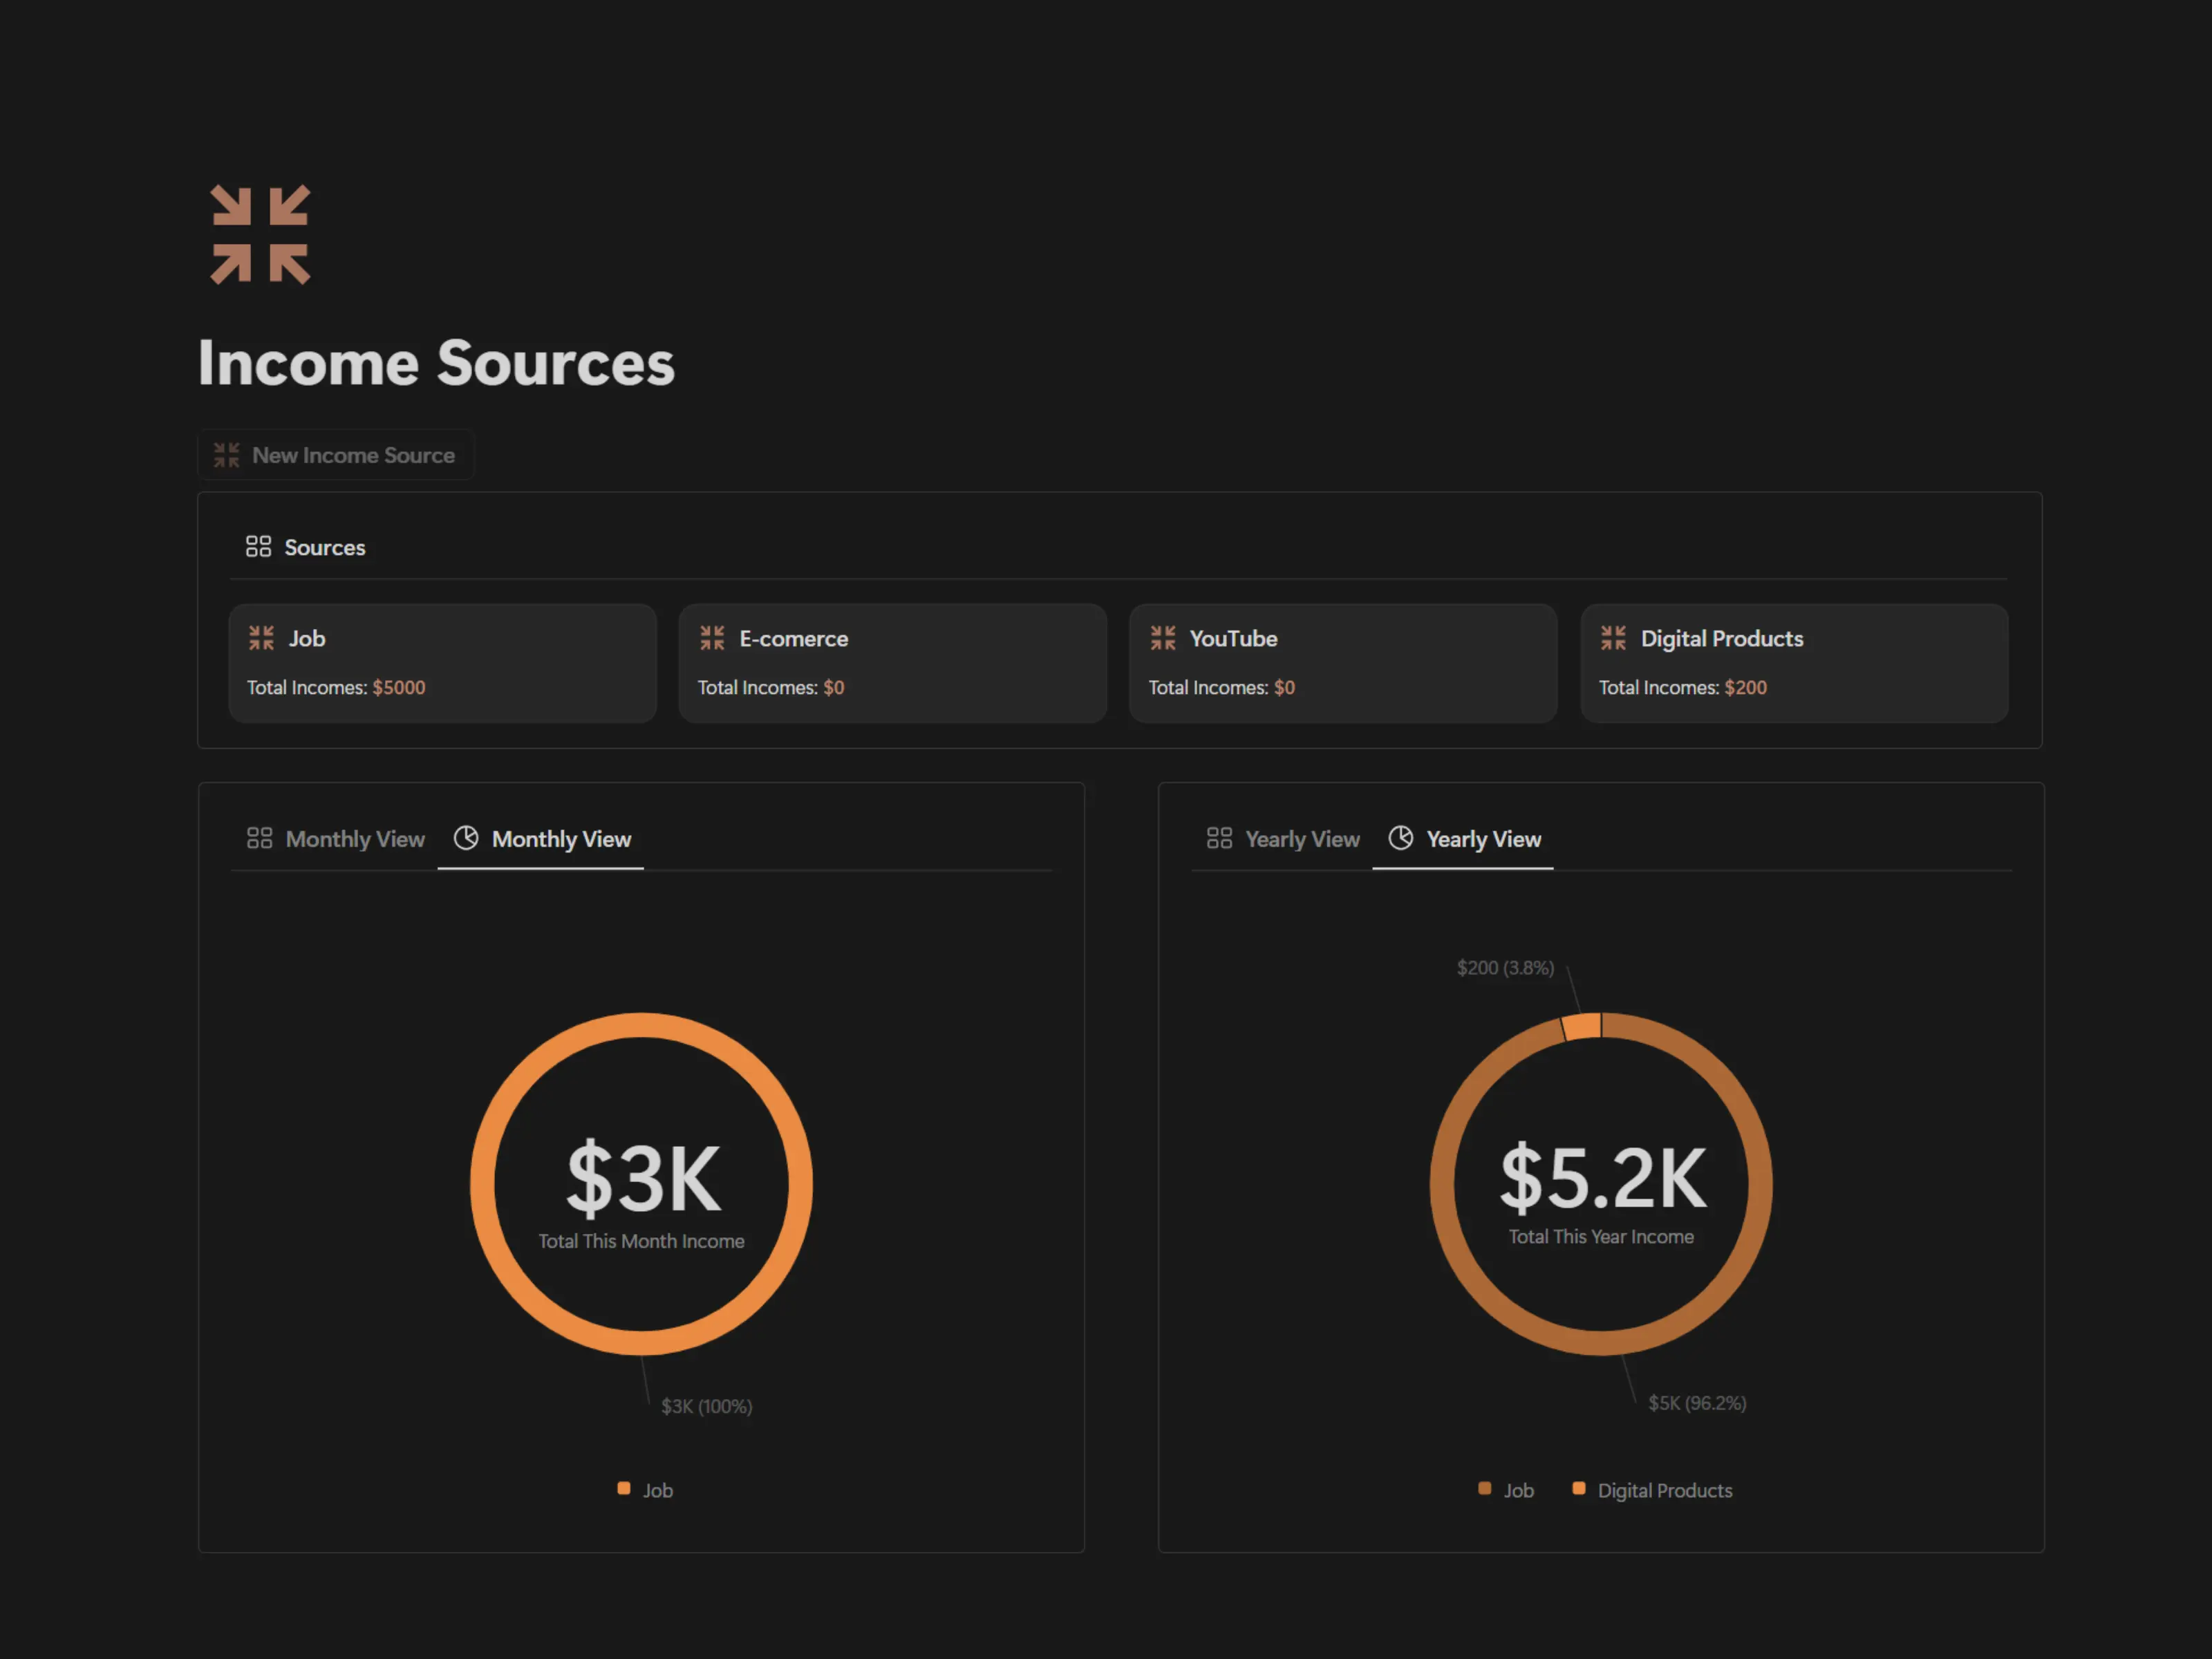 Income Sources
New Income Source
Sources
Job
Total Incomes: $5000
E-comerce
Total Incomes: $0
YouTube
Total Incomes: $0
Digital Products
Total Incomes: $200
Monthly View
Monthly View
$3K
Total This Month Income
$3K (100%)
Job
Yearly View
Yearly View
$200 (3.8%)
$5.2K
Total This Year Income
$5K (96.2%)
Job
Digital Products